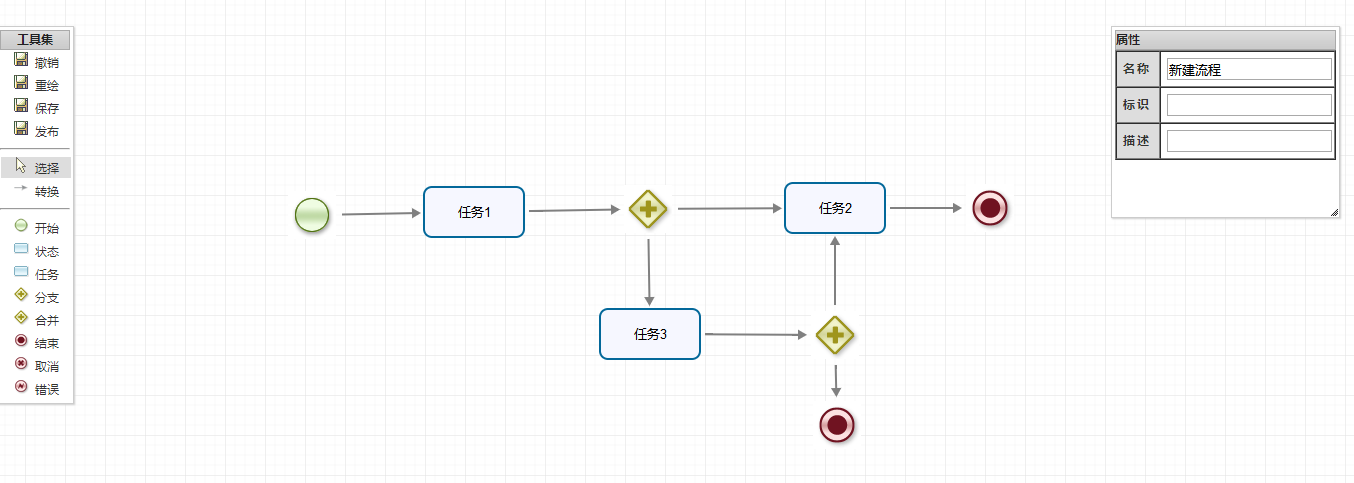 工具集
撤销
重绘
保存
发布
选择
转换
开始
状态
任务
分支
合并
结束
取消
错误
任务1
任务2
任务3
属性
名称 新建流程
标识
描述